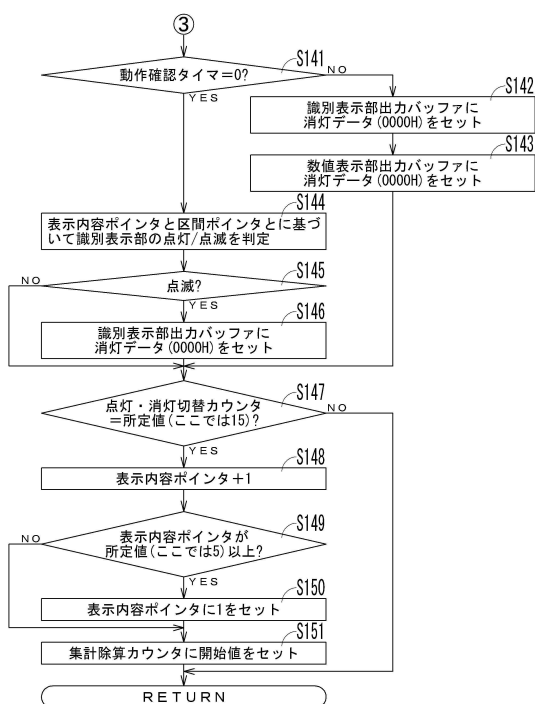 ③
S141
動作確認タイマ=0?
NO
YES
S142
識別表示部出力バッファに
消灯データ(0000H)をセット
S143
数値表示部出力バッファに
消灯データ(0000H)をセット
S144
表示内容ポインタと区間ポインタとに基づ
いて識別表示部の点灯/点滅を判定
S145
点滅?
NO
YES
S146
識別表示部出力バッファに
消灯データ(0000H)をセット
S147
点灯・消灯切替カウンタ
=所定値(ここでは15)?
NO
YES
S148
表示内容ポインタ+1
S149
表示内容ポインタが
所定値(ここでは5)以上?
NO
YES
S150
表示内容ポインタに1をセット
S151
集計除算カウンタに開始値をセット
RETURN